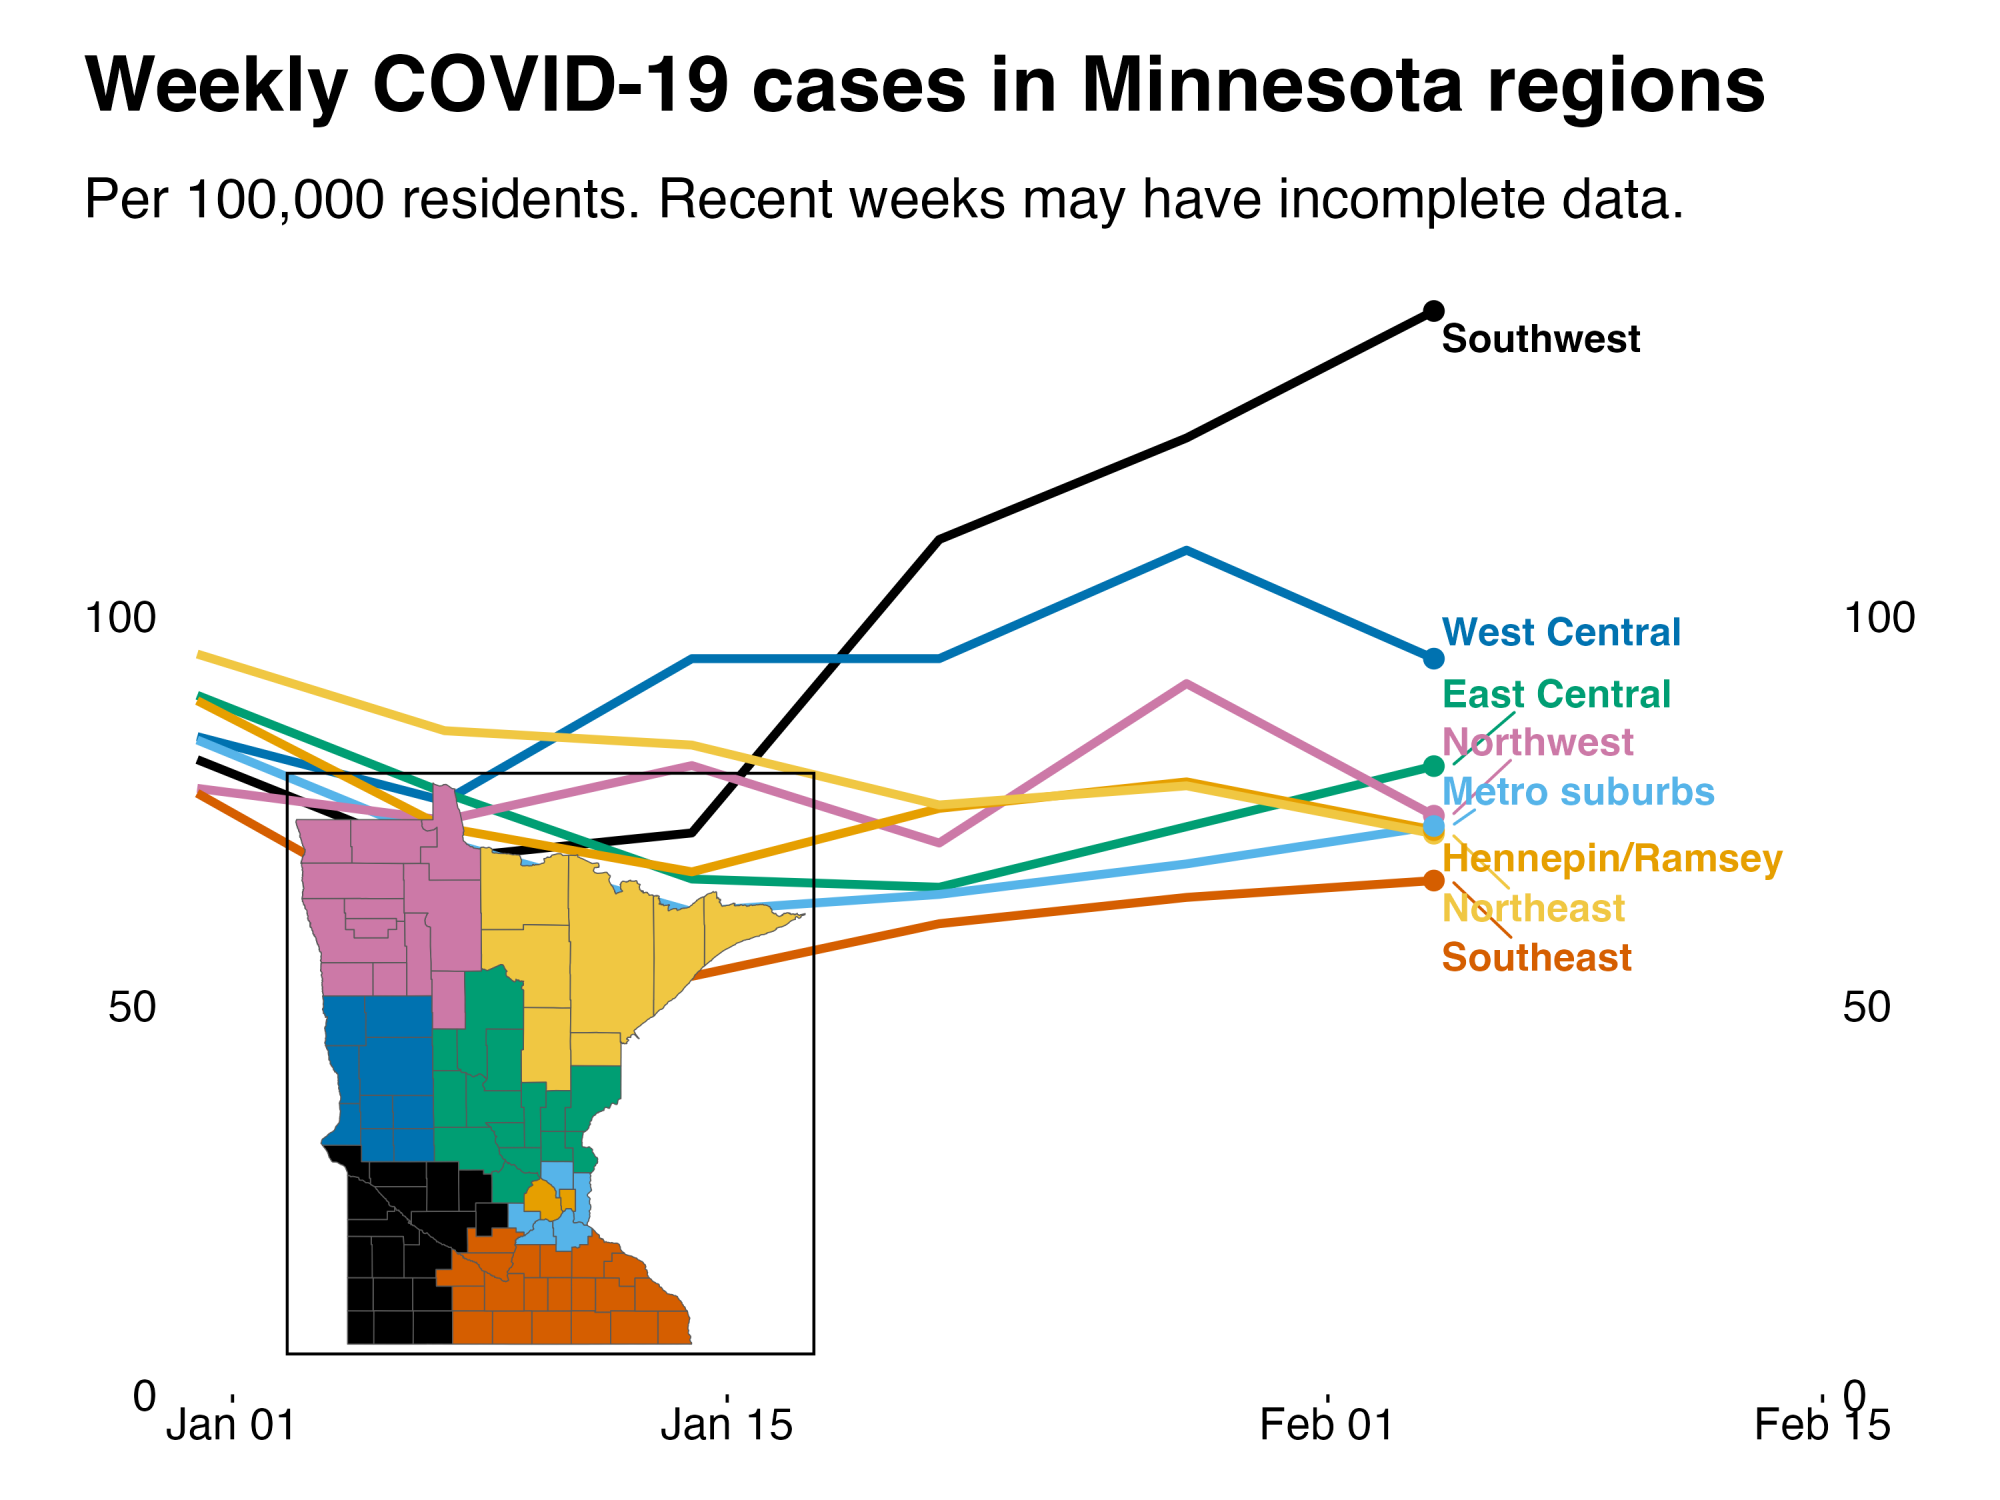 Weekly COVID-19 cases in Minnesota regions
Per 100,000 residents. Recent weeks may have incomplete data.
Southwest
100
West Central
100
East Central
Northwest
Metro suburbs
Hennepin/Ramsey
Northeast
Southeast
50
50
0
0
Jan 01
Jan 15
Feb 01
Feb 15